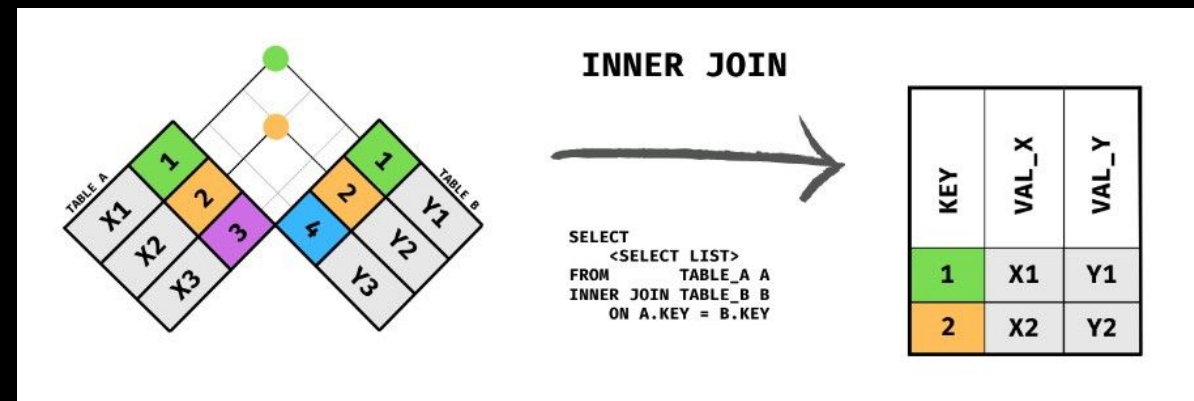 TABLE A
1
X1
2
X2
3
X3
TABLE B
1
Y1
2
Y2
4
Y3
INNER JOIN
SELECT
<SELECT LIST>
FROM TABLE_A A
INNER JOIN TABLE_B B
ON A.KEY = B.KEY
KEY VAL_X VAL_Y
1 X1 Y1
2 X2 Y2